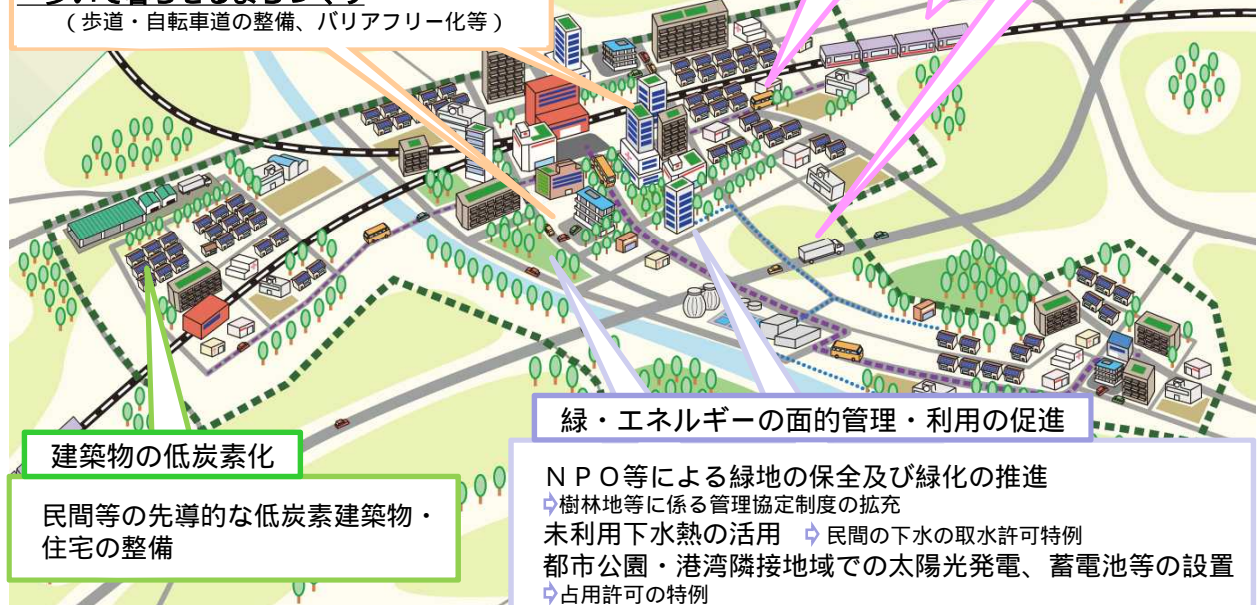 （歩道・自転車道の整備、バリアフリー化等）
建築物の低炭素化
民間等の先導的な低炭素建築物・
住宅の整備
緑・エネルギーの面的管理・利用の促進
ＮＰＯ等による緑地の保全及び緑化の推進
⇨樹林地等に係る管理協定制度の拡充
未利用下水熱の活用 ⇨民間の下水の取水許可特例
都市公園・港湾隣接地域での太陽光発電、蓄電池等の設置
⇨占用許可の特例